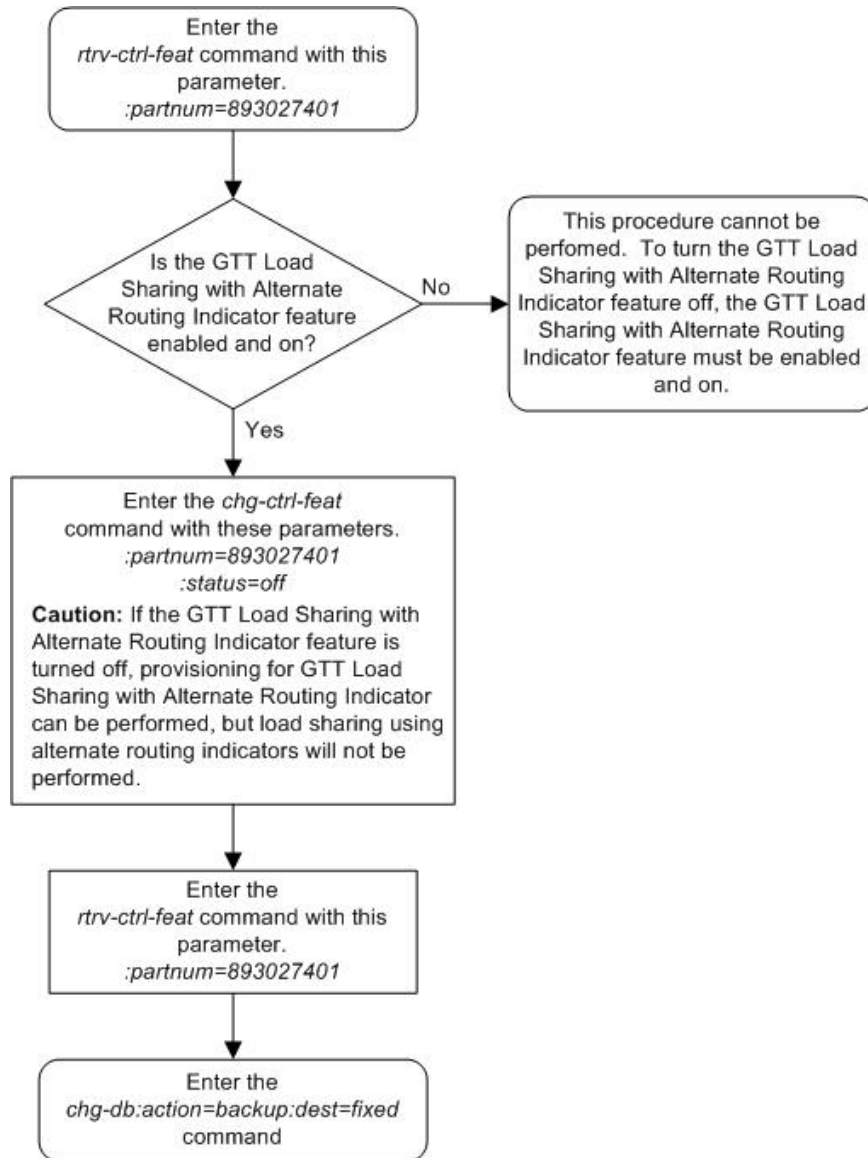 Enter the
rtrv-ctrl-feat command with this
parameter.
:partnum=893027401
Is the GTT Load
Sharing with Alternate
Routing Indicator feature
enabled and on?
No
This procedure cannot be
perfomed. To turn the GTT Load
Sharing with Alternate Routing
Indicator feature off, the GTT Load
Sharing with Alternate Routing
Indicator feature must be enabled
and on.
Yes
Enter the chg-ctrl-feat
command with these parameters.
:partnum=893027401
:status=off
Caution: If the GTT Load Sharing with
Alternate Routing Indicator feature is
turned off, provisioning for GTT Load
Sharing with Alternate Routing Indicator
can be performed, but load sharing using
alternate routing indicators will not be
performed.
Enter the
rtrv-ctrl-feat command with this
parameter.
:partnum=893027401
Enter the
chg-db:action=backup:dest=fixed
command